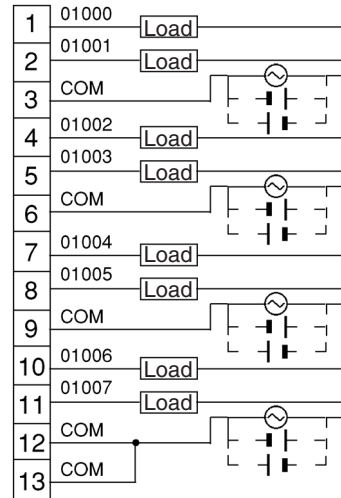 1 01000 Load
2 01001 Load
3 COM
4 01002 Load
5 01003 Load
6 COM
7 01004 Load
8 01005 Load
9 COM
10 01006 Load
11 01007 Load
12 COM
13 COM